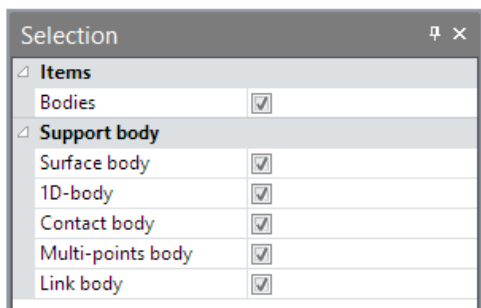 Selection
Items
Bodies
Support body
Surface body
1D-body
Contact body
Multi-points body
Link body